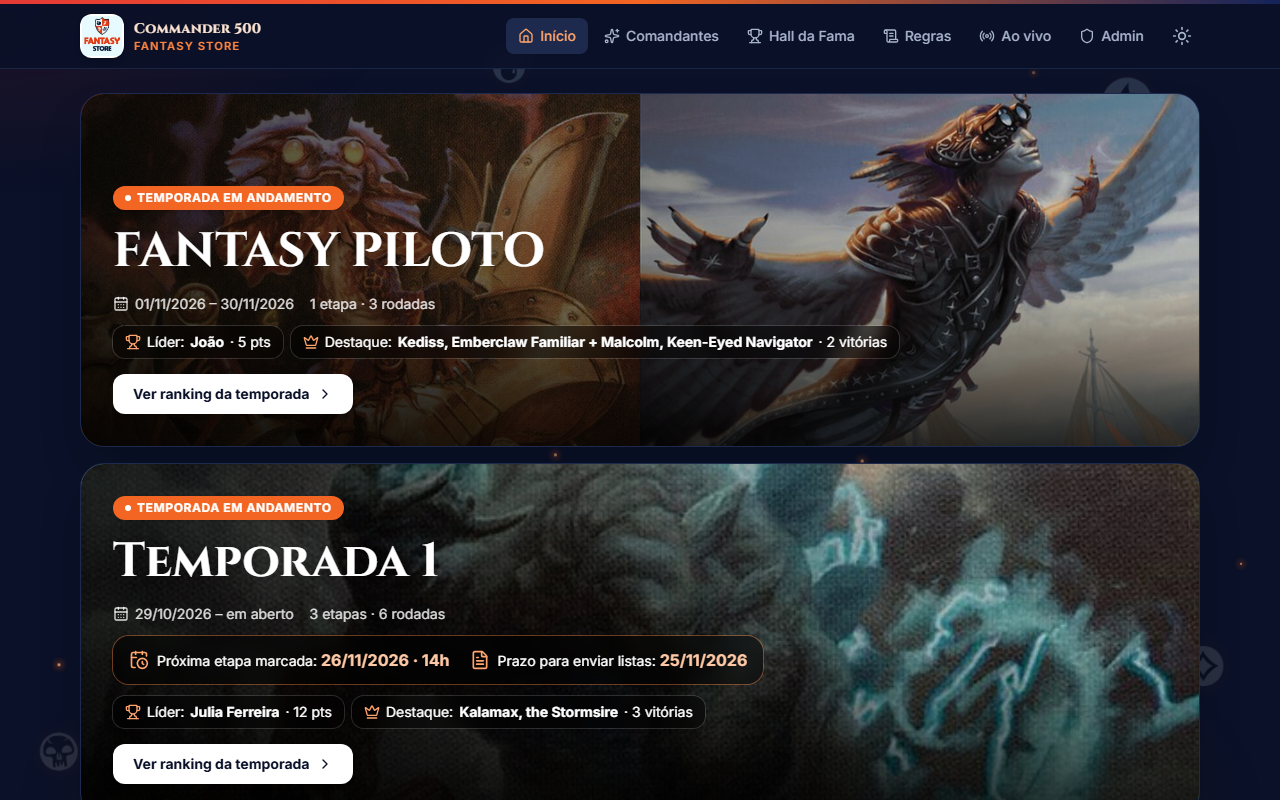 FANTASY
STORE
Commander 500
FANTASY STORE
Início
Comandantes
Hall da Fama
Regras
Ao vivo
Admin
TEMPORADA EM ANDAMENTO
FANTASY PILOTO
01/11/2026 – 30/11/2026 1 etapa · 3 rodadas
Líder: João · 5 pts
Destaque: Kediss, Emberclaw Familiar + Malcolm, Keen-Eyed Navigator · 2 vitórias
Ver ranking da temporada
TEMPORADA EM ANDAMENTO
Temporada 1
29/10/2026 – em aberto 3 etapas · 6 rodadas
Próxima etapa marcada: 26/11/2026 · 14h
Prazo para enviar listas: 25/11/2026
Líder: Julia Ferreira · 12 pts
Destaque: Kalamax, the Stormsire · 3 vitórias
Ver ranking da temporada